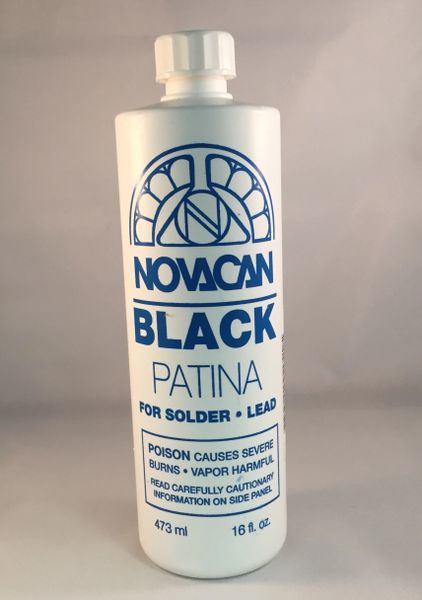 N
NOVACAN
BLACK
PATINA
FOR SOLDER • LEAD
POISON CAUSES SEVERE
BURNS • VAPOR HARMFUL
READ CAREFULLY CAUTIONARY
INFORMATION ON SIDE PANEL
473 ml 16 fl. oz.